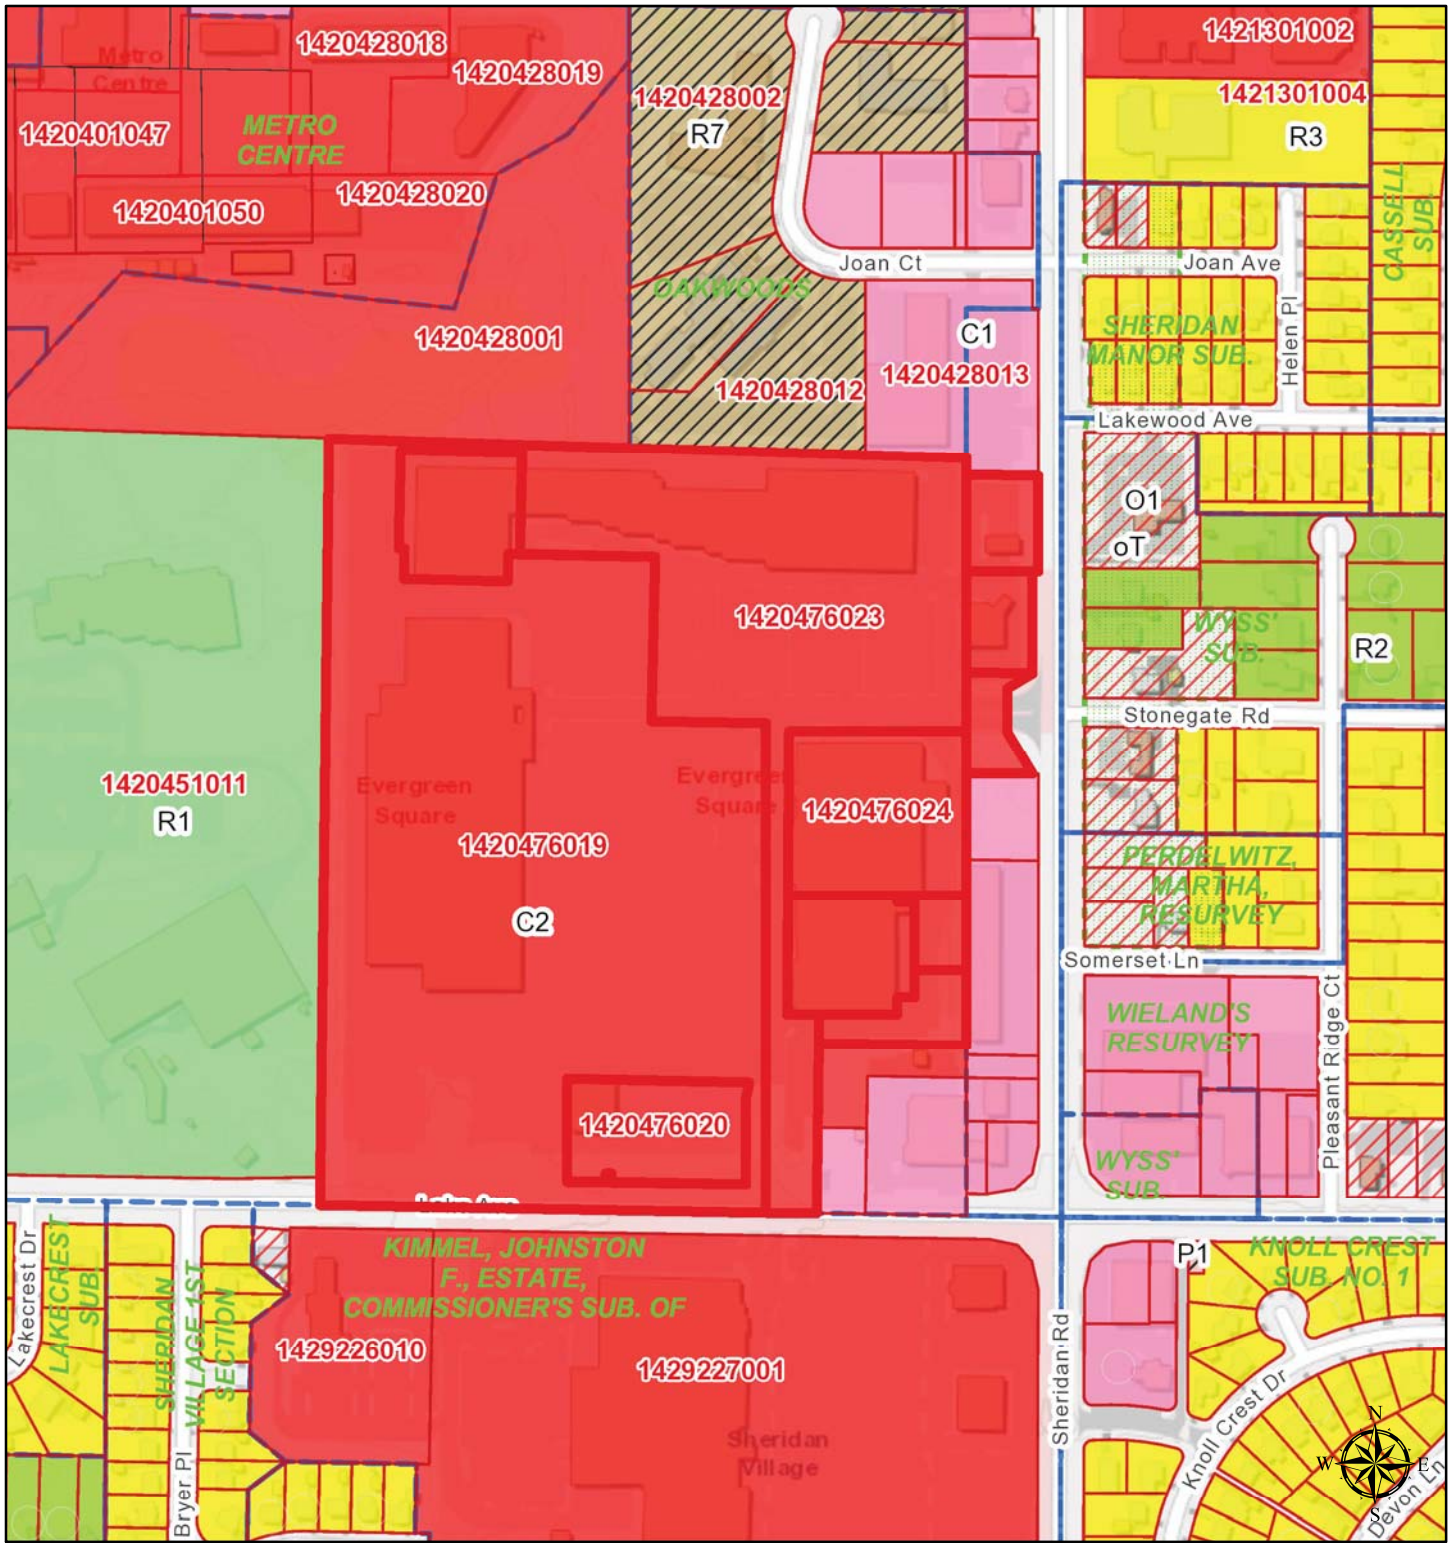 1420428018
1421301002
Metro
Centre
1420428019
1420428002
1421301004
1420401047
METRO
CENTRE
R7
R3
1420401050
1420428020
CASSELL
SUB.
Joan Ct
Joan Ave
OAKWOODS
1420428001
C1
SHERIDAN
MANOR SUB.
Helen Pl
1420428012
1420428013
Lakewood Ave
O1
oT
1420476023
WYSS'
SUB.
R2
Stonegate Rd
1420451011
R1
Evergreen
Square
Evergreen
Square
1420476024
1420476019
PERDELWITZ,
MARTHA,
RESURVEY
C2
Somerset Ln
WIELAND'S
RESURVEY
Pleasant Ridge Ct
1420476020
WYSS'
SUB.
Lake Ave
Lakecrest Dr
LAKECREST
SUB.
SHERIDAN
VILLAGE 1ST
SECTION
KIMMEL, JOHNSTON
F., ESTATE,
COMMISSIONER'S SUB. OF
P1
KNOLL CREST
SUB. NO. 1
1429226010
1429227001
Sheridan Rd
Sheridan
Village
Bryer Pl
Knoll Crest Dr
Devon Ln
N
W
E
S